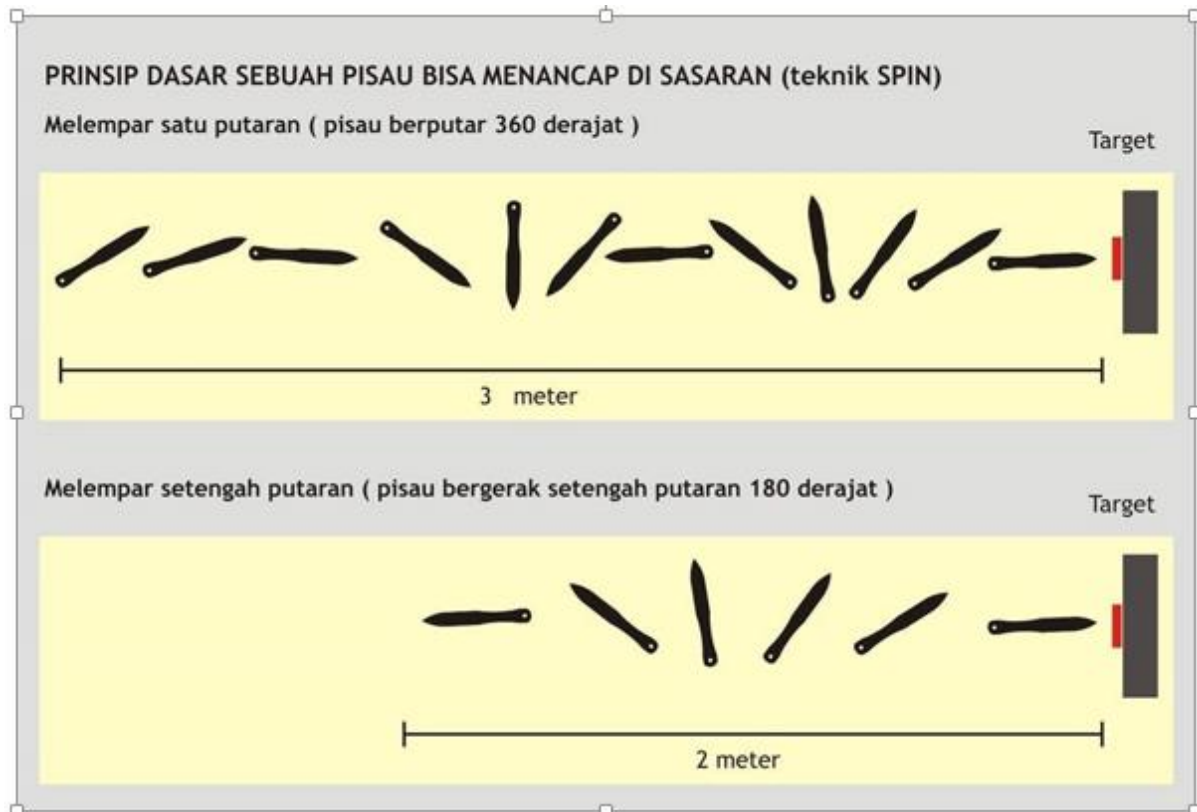 PRINSIP DASAR SEBUAH PISAU BISA MENANCAP DI SASARAN (teknik SPIN)
Melempar satu putaran ( pisau berputar 360 derajat )
Target
3 meter
Melempar setengah putaran ( pisau bergerak setengah putaran 180 derajat )
Target
2 meter